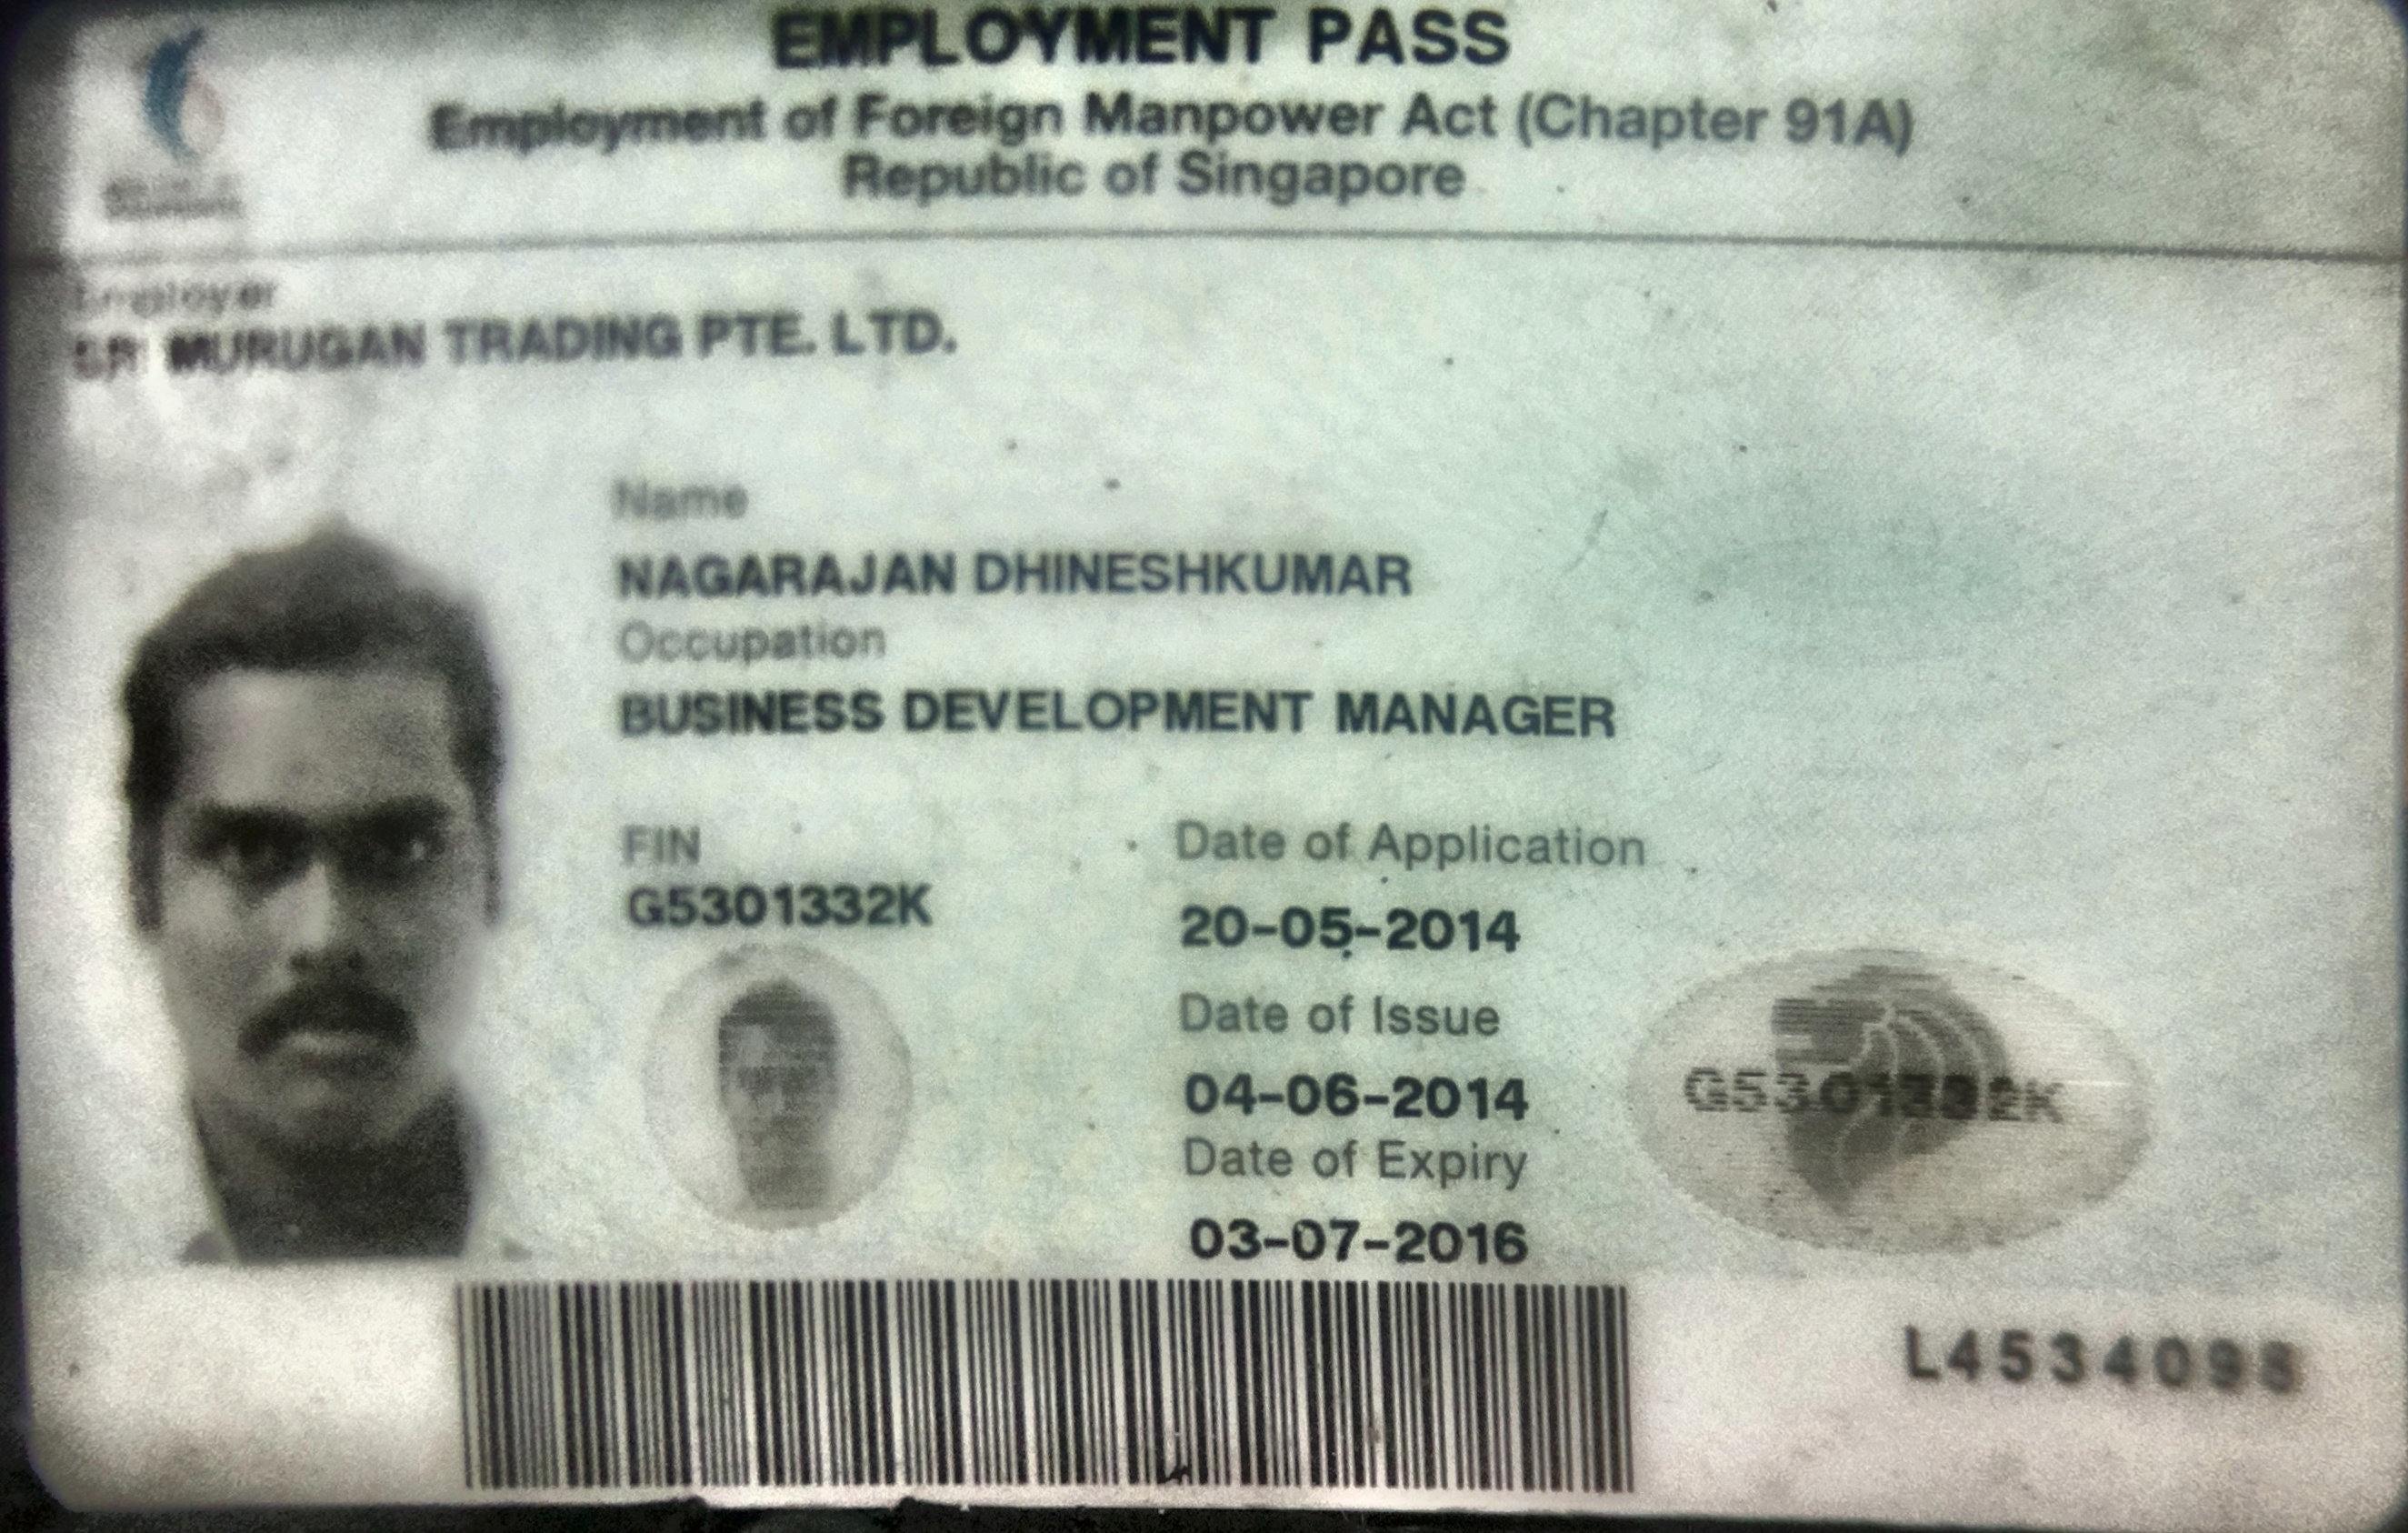 EMPLOYMENT PASS
Employment of Foreign Manpower Act (Chapter 91A)
Republic of Singapore
Employer
SRI MURUGAN TRADING PTE. LTD.
Name
NAGARAJAN DHINESHKUMAR
Occupation
BUSINESS DEVELOPMENT MANAGER
FIN
G5301332K
Date of Application
20-05-2014
Date of Issue
04-06-2014
G5301332K
Date of Expiry
03-07-2016